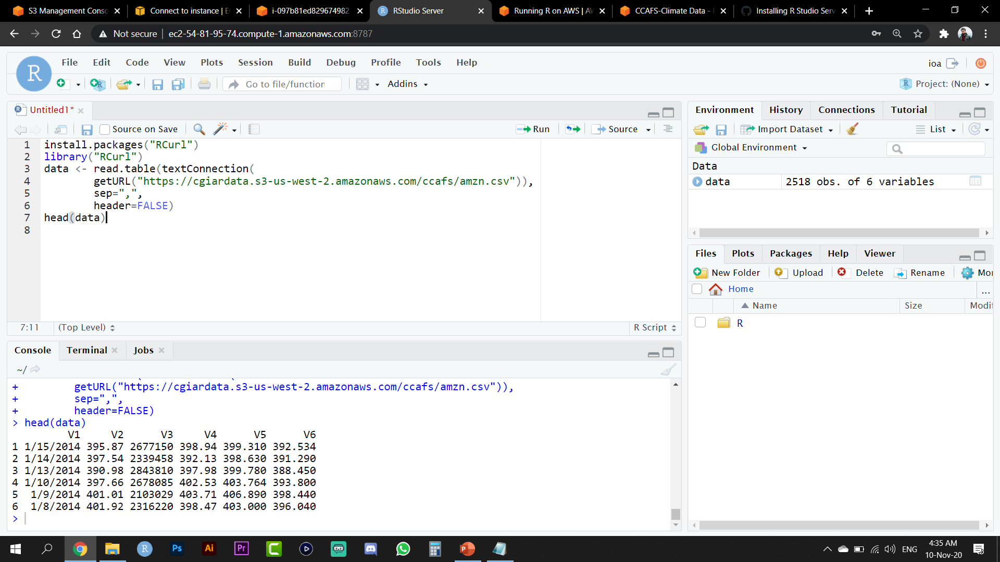 S3 Management Conso
Connect to instance | E
i-097b81ed829674982
RStudio Server
Running R on AWS | A
CCAFS-Climate Data -
Installing R Studio Serv
Not secure
ec2-54-81-95-74.compute-1.amazonaws.com:8787
R
File Edit Code View Plots Session Build Debug Profile Tools Help
ioa
Go to file/function
Addins
Project: (None)
Untitled1*
Source on Save
Run
Source
1 install.packages("RCurl")
2 library("RCurl")
3 data <- read.table(textConnection(
4 getURL("https://cgiardata.s3-us-west-2.amazonaws.com/ccafs/amzn.csv")),
5 sep=",",
6 header=FALSE)
7 head(data)
8
7:11 (Top Level)
R Script
Console Terminal Jobs
~/
+ getURL("https://cgiardata.s3-us-west-2.amazonaws.com/ccafs/amzn.csv")),
+ sep=",",
+ header=FALSE)
> head(data)
V1 V2 V3 V4 V5 V6
1 1/15/2014 395.87 2677150 398.94 399.310 392.534
2 1/14/2014 397.54 2339458 392.13 398.630 391.290
3 1/13/2014 390.98 2843810 397.98 399.780 388.450
4 1/10/2014 397.66 2678085 402.53 403.764 393.800
5 1/9/2014 401.01 2103029 403.71 406.890 398.440
6 1/8/2014 401.92 2316220 398.47 403.000 396.040
>
Environment History Connections Tutorial
Import Dataset
List
Global Environment
Data
data 2518 obs. of 6 variables
Files Plots Packages Help Viewer
New Folder Upload Delete Rename Mor
Home
...
Name Size Modif
R
R Ps Ai Pr C P
ENG
4:35 AM
10-Nov-20